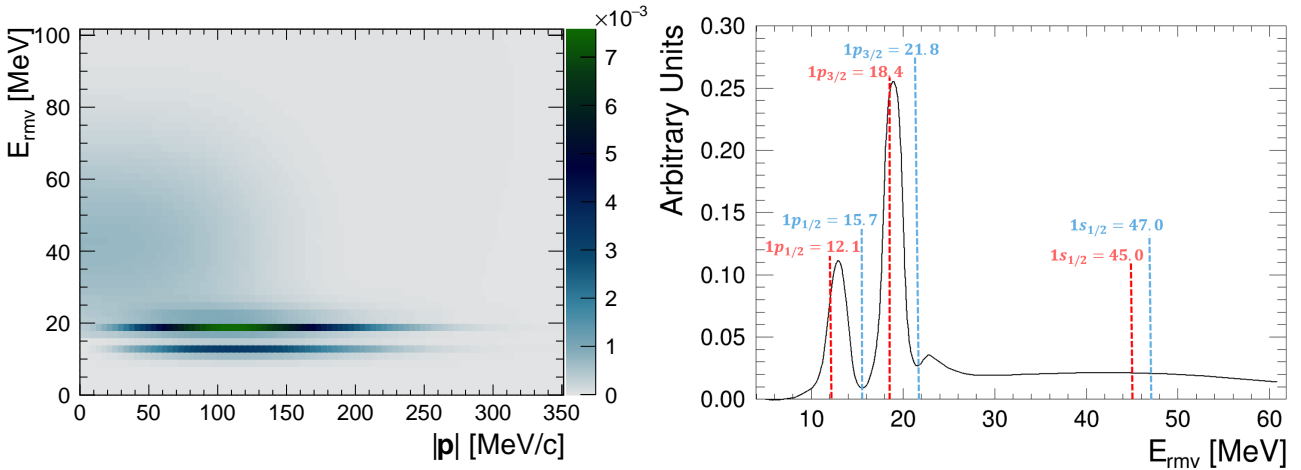 ×10⁻³
E_rmv [MeV]
100
80
60
40
20
0
0 50 100 150 200 250 300 350
|p| [MeV/c]
7
6
5
4
3
2
1
0
Arbitrary Units
0.30
0.25
0.20
0.15
0.10
0.05
0.00
1p_3/2 = 21.8
1p_3/2 = 18.4
1p_1/2 = 15.7
1p_1/2 = 12.1
1s_1/2 = 47.0
1s_1/2 = 45.0
10 20 30 40 50 60
E_rmv [MeV]